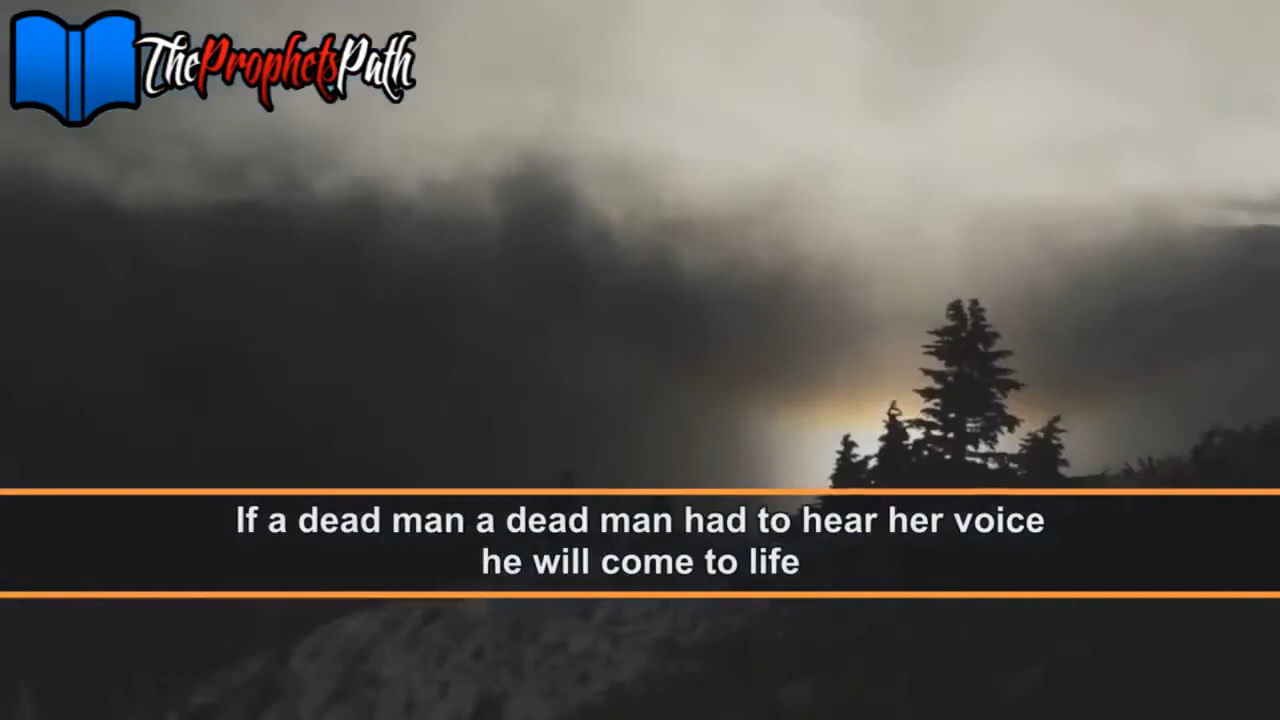 TheProphetsPath
If a dead man a dead man had to hear her voice
he will come to life